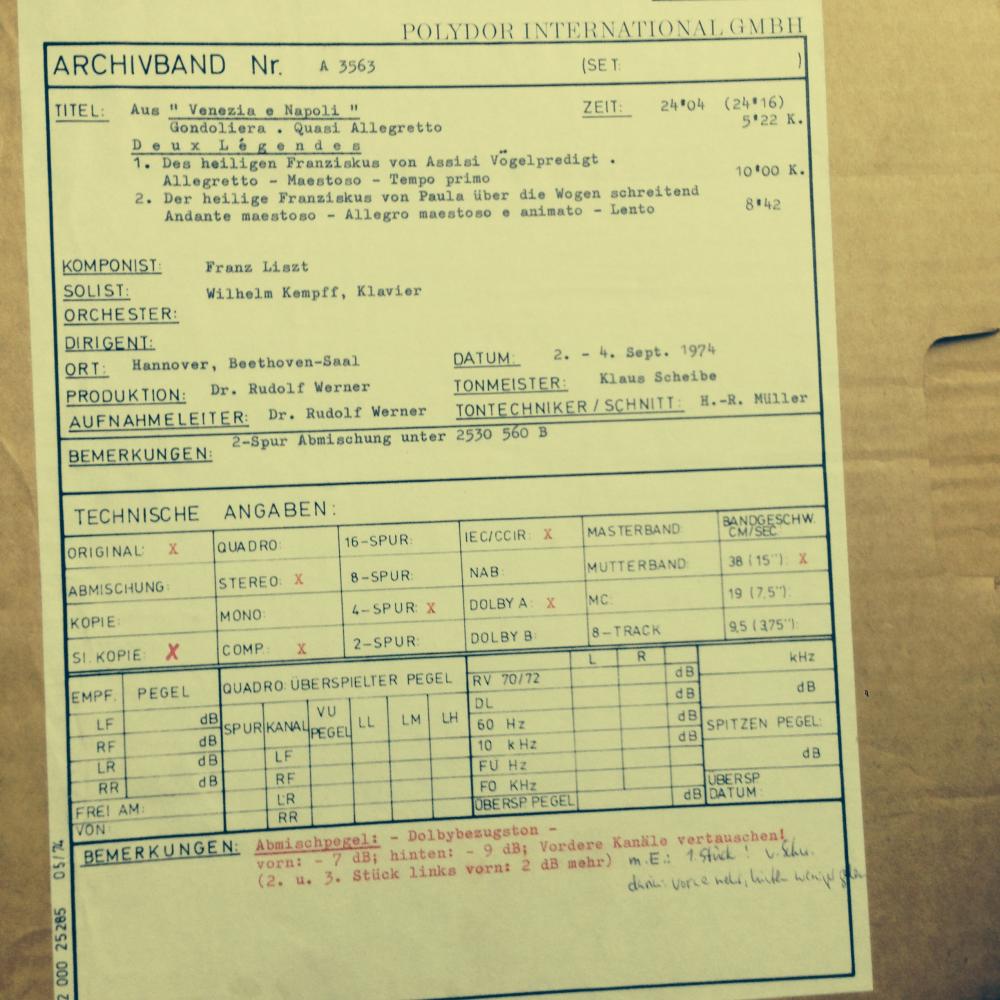 POLYDOR INTERNATIONAL GMBH
ARCHIVBAND Nr. A 3563 (SET: )
TITEL: Aus " Venezia e Napoli " ZEIT: 24'04 (24'16)
Gondoliera . Quasi Allegretto 5'22 K.
Deux Légendes
1. Des heiligen Franziskus von Assisi Vögelpredigt .
Allegretto - Maestoso - Tempo primo 10'00 K.
2. Der heilige Franziskus von Paula über die Wogen schreitend
Andante maestoso - Allegro maestoso e animato - Lento 8'42
KOMPONIST: Franz Liszt
SOLIST: Wilhelm Kempff, Klavier
ORCHESTER:
DIRIGENT:
ORT: Hannover, Beethoven-Saal DATUM: 2. - 4. Sept. 1974
PRODUKTION: Dr. Rudolf Werner TONMEISTER: Klaus Scheibe
AUFNAHMELEITER: Dr. Rudolf Werner TONTECHNIKER/SCHNITT: H.-R. Müller
BEMERKUNGEN: 2-Spur Abmischung unter 2530 560 B
TECHNISCHE ANGABEN:
ORIGINAL: X QUADRO: 16-SPUR: IEC/CCIR: X MASTERBAND: BANDGESCHW. CM/SEC.
ABMISCHUNG: STEREO: X 8-SPUR: NAB: MUTTERBAND: 38 (15"): X
KOPIE: MONO: 4-SPUR: X DOLBY A: X MC: 19 (7,5"):
SI. KOPIE: X COMP.: X 2-SPUR: DOLBY B: 8-TRACK 9,5 (3,75"):
EMPF. PEGEL QUADRO: ÜBERSPIELTER PEGEL RV 70/72 L R dB kHz
LF dB SPUR KANAL VU PEGEL LL LM LH DL dB dB
RF dB LF 60 Hz dB SPITZEN PEGEL:
LR dB RF 10 kHz dB dB
RR dB LR FU Hz ÜBERSP DATUM:
FREI AM: RR FO KHz
VON: ÜBERSP. PEGEL dB
BEMERKUNGEN: Abmischpegel: - Dolbybezugston -
vorn: - 7 dB; hinten: - 9 dB; Vordere Kanäle vertauschen!
(2. u. 3. Stück links vorn: 2 dB mehr) m.E.: 1. Stück !
vorne mehr, hinten weniger
2 000 25285 05/74